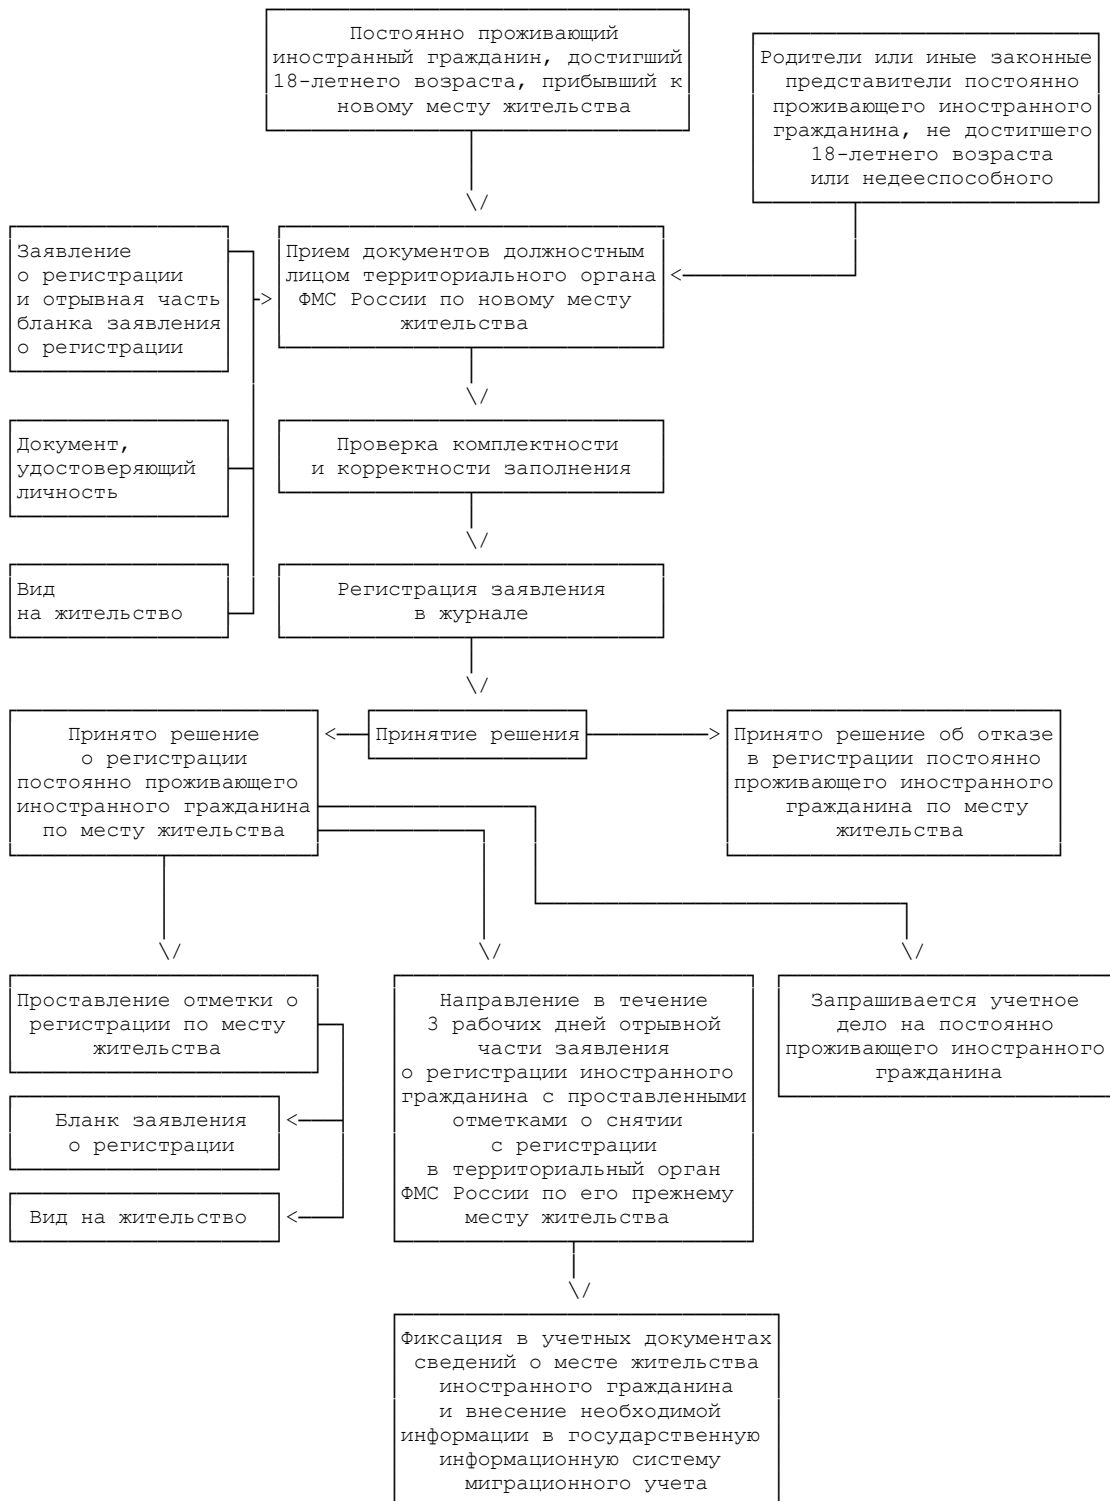 Постоянно проживающий
иностранный гражданин, достигший
18-летнего возраста, прибывший к
новому месту жительства
Родители или иные законные
представители постоянно
проживающего иностранного
гражданина, не достигшего
18-летнего возраста
или недееспособного
Заявление
о регистрации
и отрывная часть
бланка заявления
о регистрации
Прием документов должностным
лицом территориального органа
ФМС России по новому месту
жительства
Документ,
удостоверяющий
личность
Проверка комплектности
и корректности заполнения
Вид
на жительство
Регистрация заявления
в журнале
Принято решение
о регистрации
постоянно проживающего
иностранного гражданина
по месту жительства
Принятие решения
Принято решение об отказе
в регистрации постоянно
проживающего иностранного
гражданина по месту
жительства
Проставление отметки о
регистрации по месту
жительства
Бланк заявления
о регистрации
Вид на жительство
Направление в течение
3 рабочих дней отрывной
части заявления
о регистрации иностранного
гражданина с проставленными
отметками о снятии
с регистрации
в территориальный орган
ФМС России по его прежнему
месту жительства
Запрашивается учетное
дело на постоянно
проживающего иностранного
гражданина
Фиксация в учетных документах
сведений о месте жительства
иностранного гражданина
и внесение необходимой
информации в государственную
информационную систему
миграционного учета